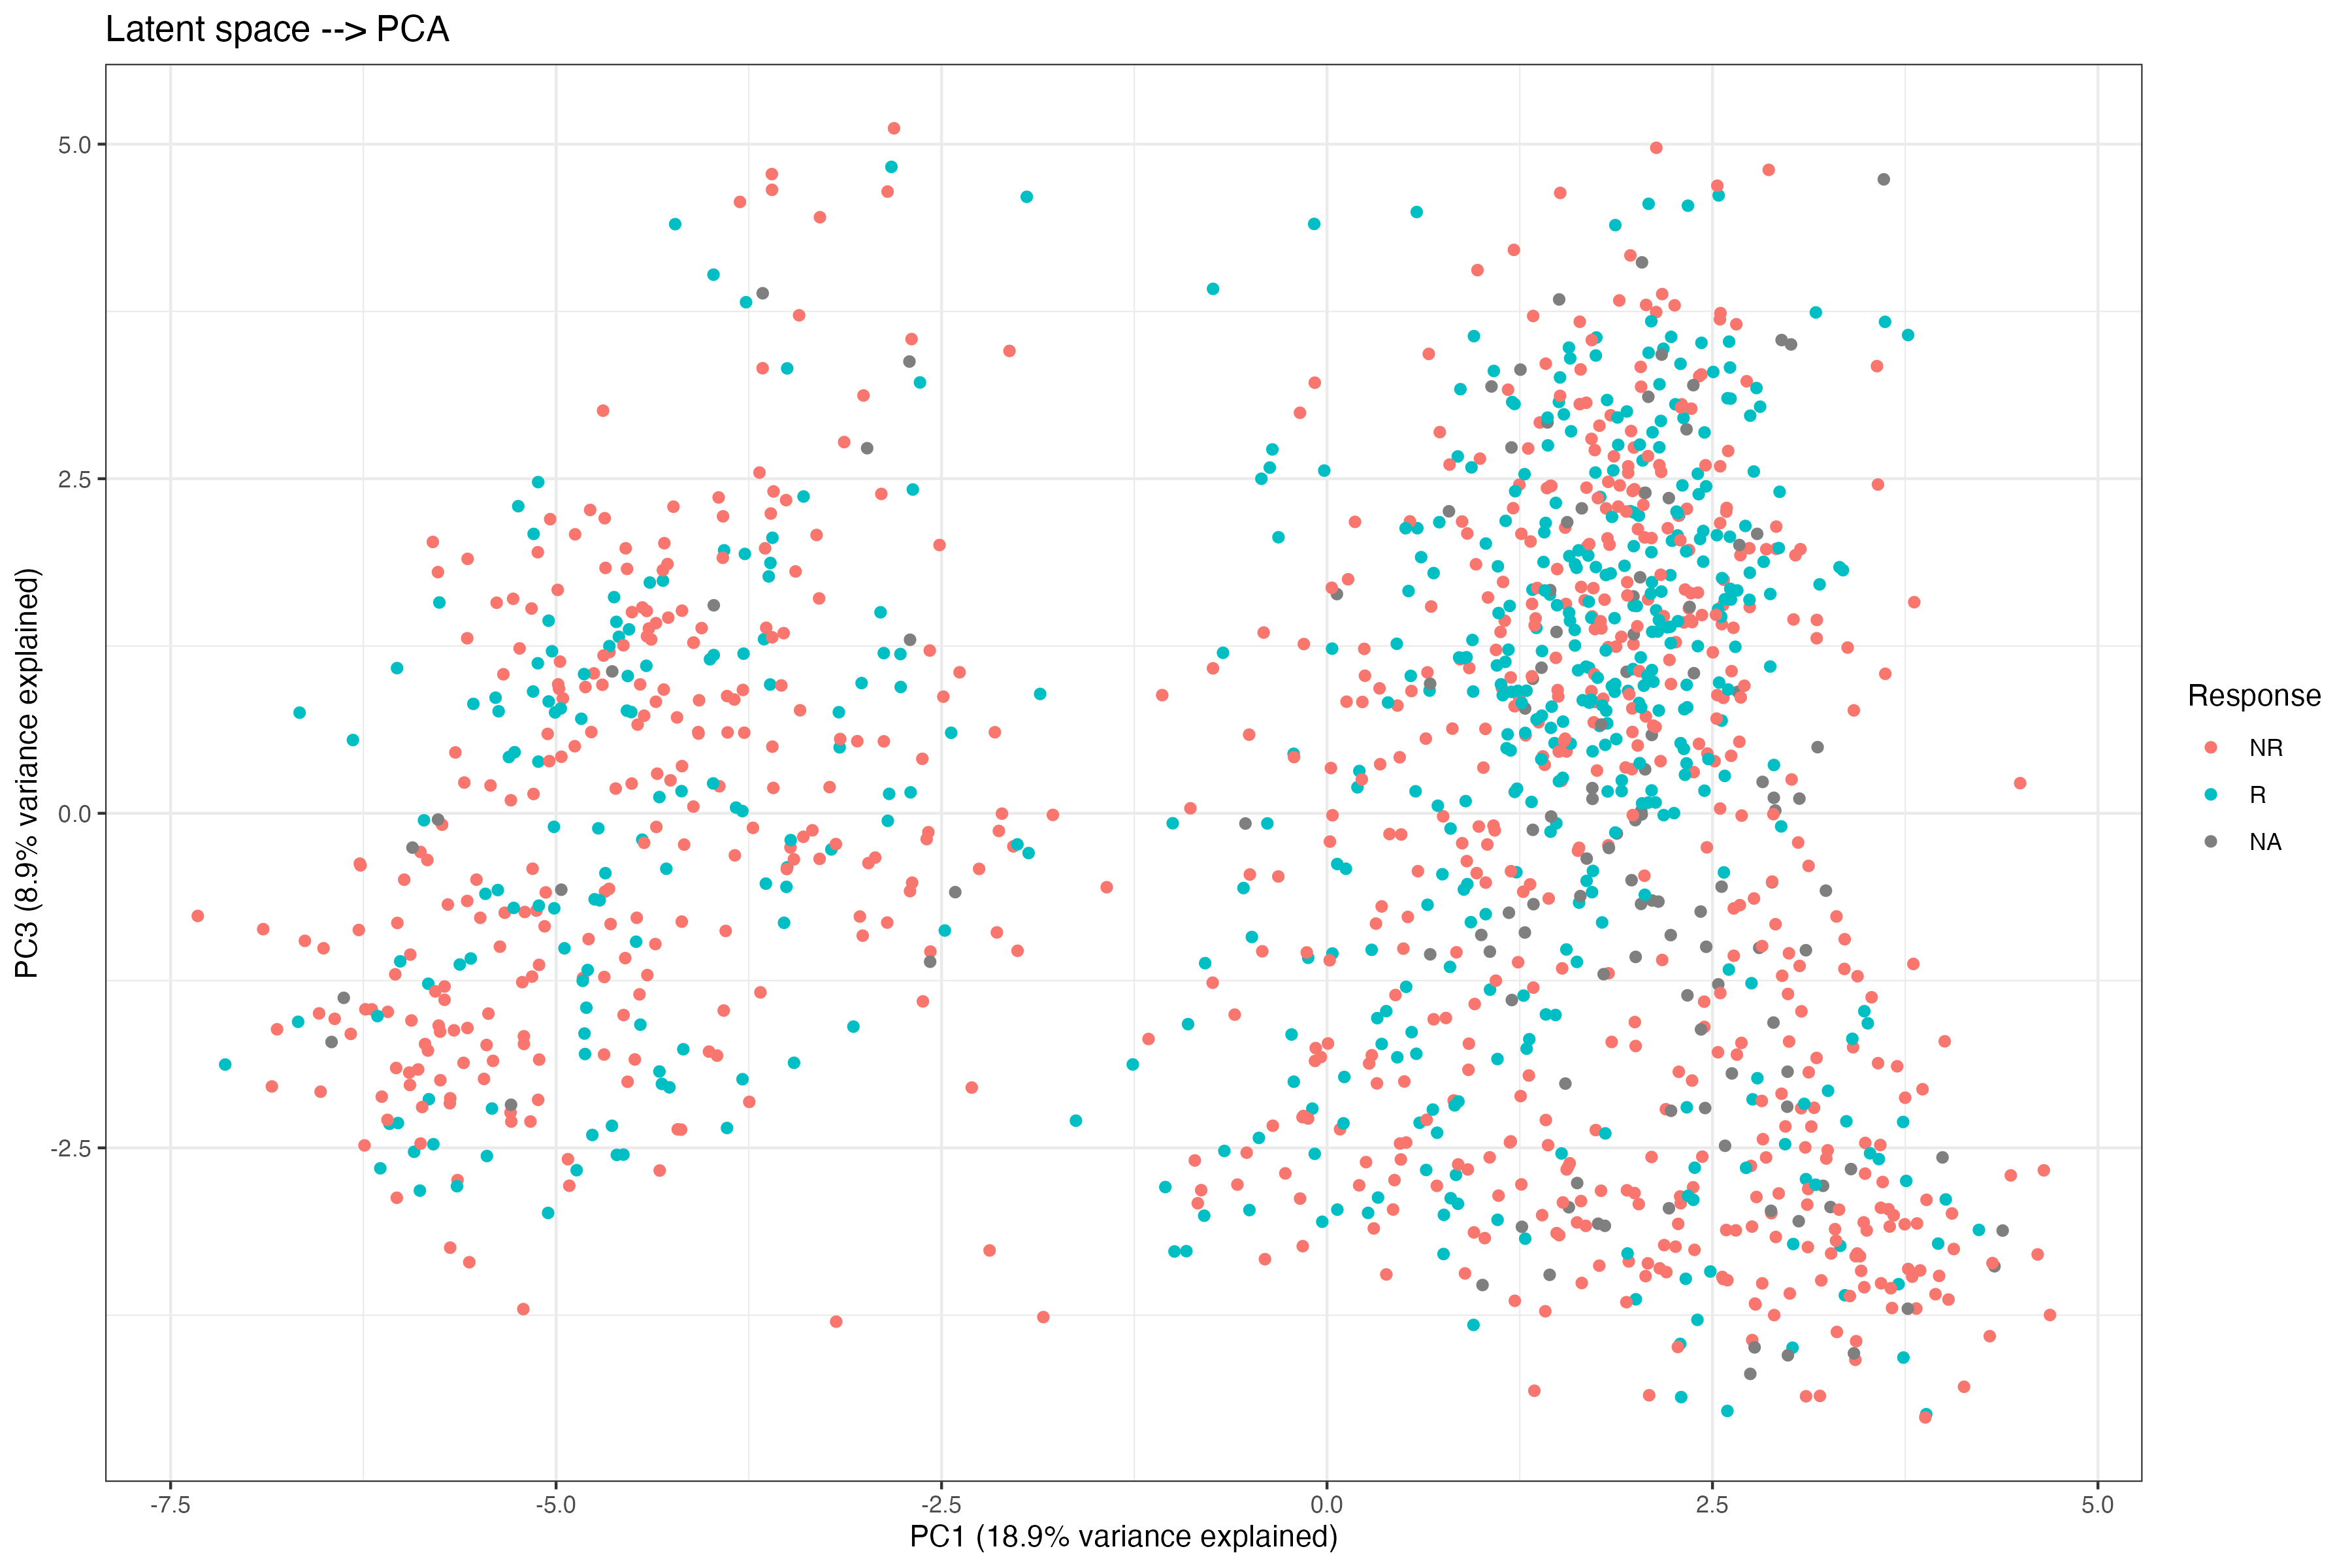 Latent space --> PCA
PC3 (8.9% variance explained)
5.0
2.5
0.0
-2.5
-7.5
-5.0
-2.5
0.0
2.5
5.0
PC1 (18.9% variance explained)
Response
NR
R
NA